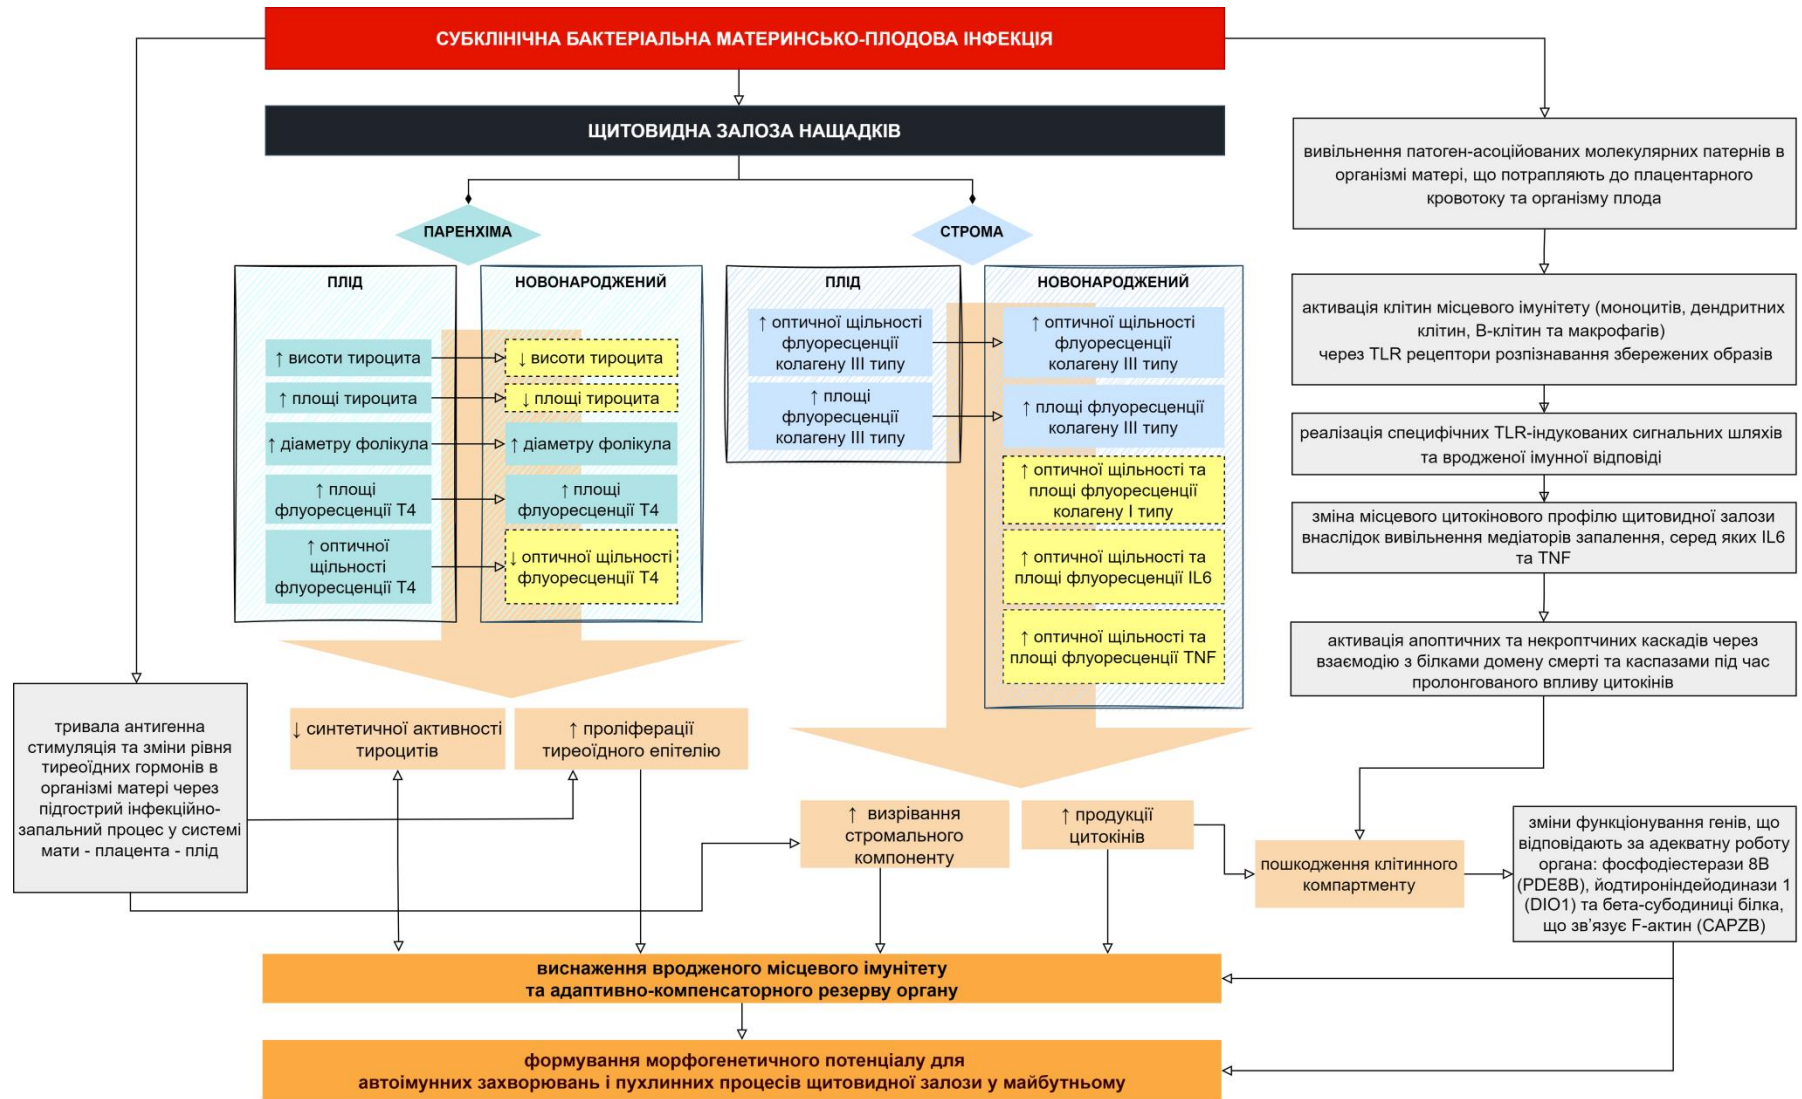 СУБКЛІНІЧНА БАКТЕРІАЛЬНА МАТЕРИНСЬКО-ПЛОДОВА ІНФЕКЦІЯ
ЩИТОВИДНА ЗАЛОЗА НАЩАДКІВ
ПАРЕНХІМА
СТРОМА
ПЛІД
↑ висоти тироцита
↑ площі тироцита
↑ діаметру фолікула
↑ площі
флуоресценції Т4
↑ оптичної
щільності
флуоресценції Т4
НОВОНАРОДЖЕНИЙ
↓ висоти тироцита
↓ площі тироцита
↑ діаметру фолікула
↑ площі
флуоресценції Т4
↓ оптичної щільності
флуоресценції Т4
ПЛІД
↑ оптичної щільності
флуоресценції
колагену III типу
↑ площі
флуоресценції
колагену III типу
НОВОНАРОДЖЕНИЙ
↑ оптичної щільності
флуоресценції
колагену III типу
↑ площі флуоресценції
колагену III типу
↑ оптичної щільності та
площі флуоресценції
колагену I типу
↑ оптичної щільності та
площі флуоресценції IL6
↑ оптичної щільності та
площі флуоресценції TNF
вивільнення патоген-асоційованих молекулярних патернів в
організмі матері, що потрапляють до плацентарного
кровотоку та організму плода
активація клітин місцевого імунітету (моноцитів, дендритних
клітин, В-клітин та макрофагів)
через TLR рецептори розпізнавання збережених образів
реалізація специфічних TLR-індукованих сигнальних шляхів
та вродженої імунної відповіді
зміна місцевого цитокінового профілю щитовидної залози
внаслідок вивільнення медіаторів запалення, серед яких IL6
та TNF
активація апоптичних та некроптчиних каскадів через
взаємодію з білками домену смерті та каспазами під час
пролонгованого впливу цитокінів
тривала антигенна
стимуляція та зміни рівня
тиреоїдних гормонів в
організмі матері через
підгострий інфекційно-
запальний процес у системі
мати - плацента - плід
↓ синтетичної активності
тироцитів
↑ проліферації
тиреоїдного епітелію
↑ визрівання
стромального
компоненту
↑ продукції
цитокінів
пошкодження клітинного
компартменту
зміни функціонування генів, що
відповідають за адекватну роботу
органа: фосфодіестерази 8В
(PDE8B), йодтироніндейодинази 1
(DIO1) та бета-субодиниці білка,
що зв’язує F-актин (CAPZB)
виснаження вродженого місцевого імунітету
та адаптивно-компенсаторного резерву органу
формування морфогенетичного потенціалу для
автоімунних захворювань і пухлинних процесів щитовидної залози у майбутньому